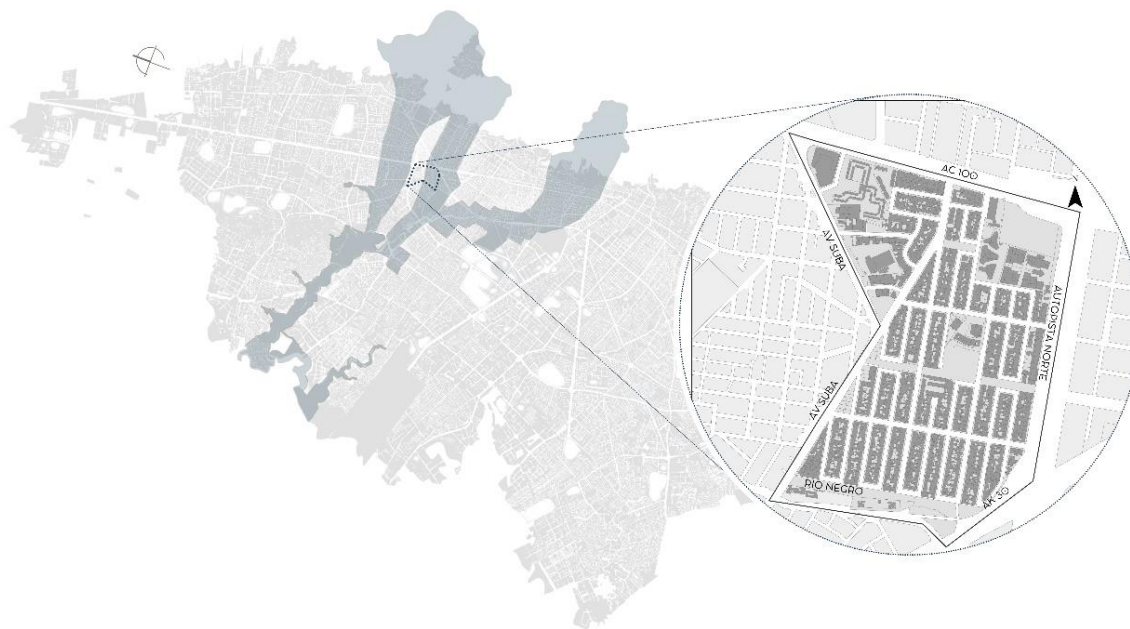 AC 100
AV SUBA
AUTOPISTA NORTE
AV SUBA
RIO NEGRO
AK 30